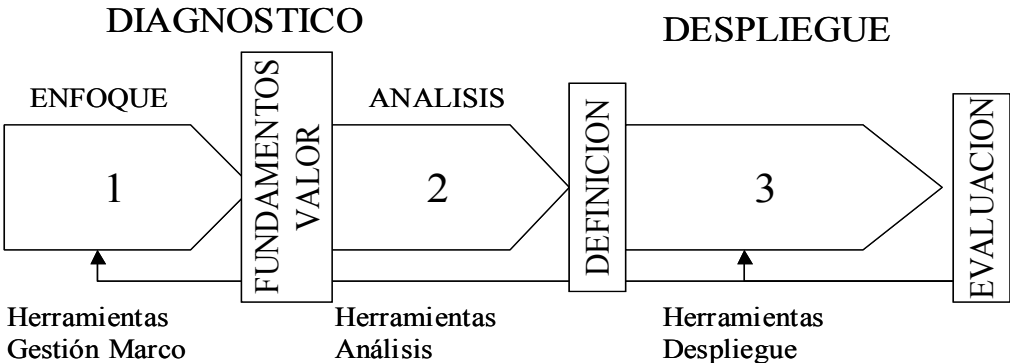 DIAGNOSTICO
DESPLIEGUE
ENFOQUE
1
FUNDAMENTOS
VALOR
ANALISIS
2
DEFINICION
3
EVALUACION
Herramientas
Gestión Marco
Herramientas
Análisis
Herramientas
Despliegue